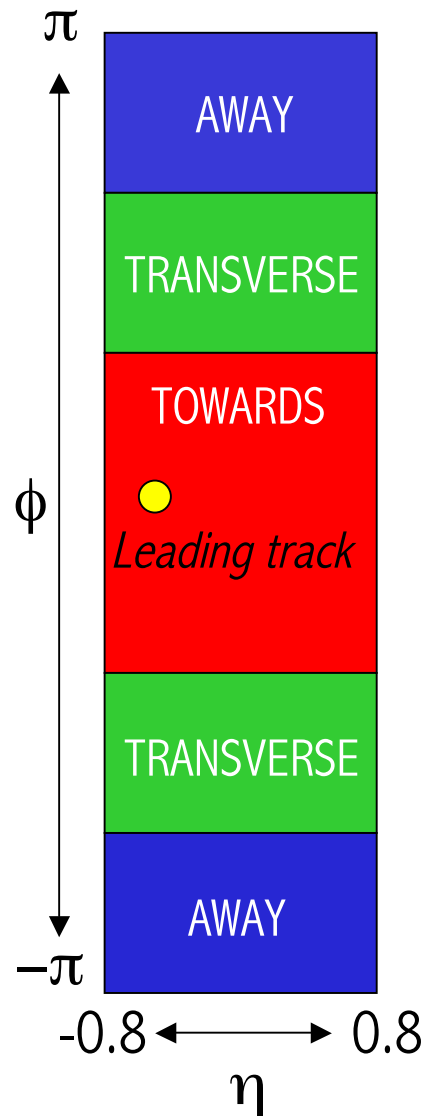 π
AWAY
TRANSVERSE
TOWARDS
ϕ
Leading track
TRANSVERSE
AWAY
−π
-0.8 0.8
η